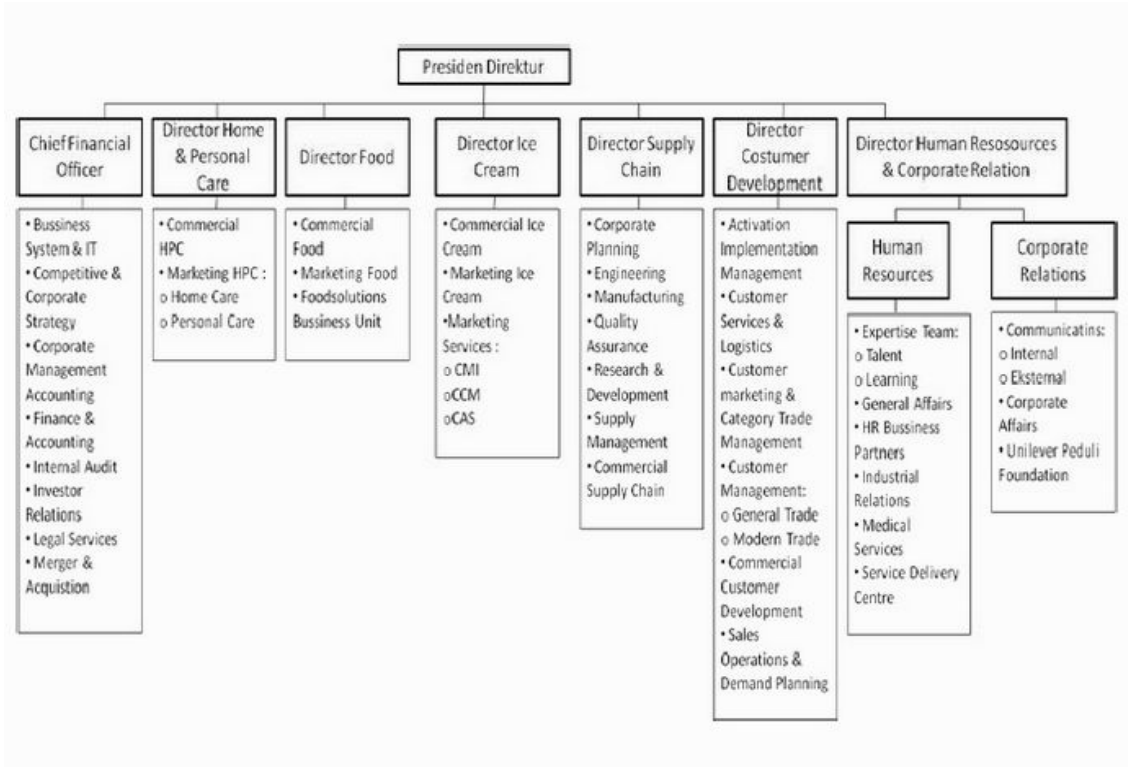 Presiden Direktur
Chief Financial
Officer
Director Home
& Personal
Care
Director Food
Director Ice
Cream
Director Supply
Chain
Director
Costumer
Development
Director Human Resosources
& Corporate Relation
• Bussiness
System & IT
• Competitive &
Corporate
Strategy
• Corporate
Management
Accounting
• Finance &
Accounting
• Internal Audit
• Investor
Relations
• Legal Services
• Merger &
Acquistion
• Commercial
HPC
• Marketing HPC :
o Home Care
o Personal Care
• Commercial
Food
• Marketing Food
• Foodsolutions
Bussiness Unit
•Commercial Ice
Cream
• Marketing Ice
Cream
•Marketing
Services :
o CMI
oCCM
oCAS
• Corporate
Planning
• Engineering
• Manufacturing
• Quality
Assurance
• Research &
Development
• Supply
Management
• Commercial
Supply Chain
• Activation
Implementation
Management
• Customer
Services &
Logistics
• Customer
marketing &
Category Trade
Management
• Customer
Management:
o General Trade
o Modern Trade
• Commercial
Customer
Development
• Sales
Operations &
Demand Planning
Human
Resources
• Expertise Team:
o Talent
o Learning
• General Affairs
• HR Bussiness
Partners
• Industrial
Relations
• Medical
Services
• Service Delivery
Centre
Corporate
Relations
• Communicatins:
o Internal
o Eksternal
• Corporate
Affairs
• Unilever Peduli
Foundation